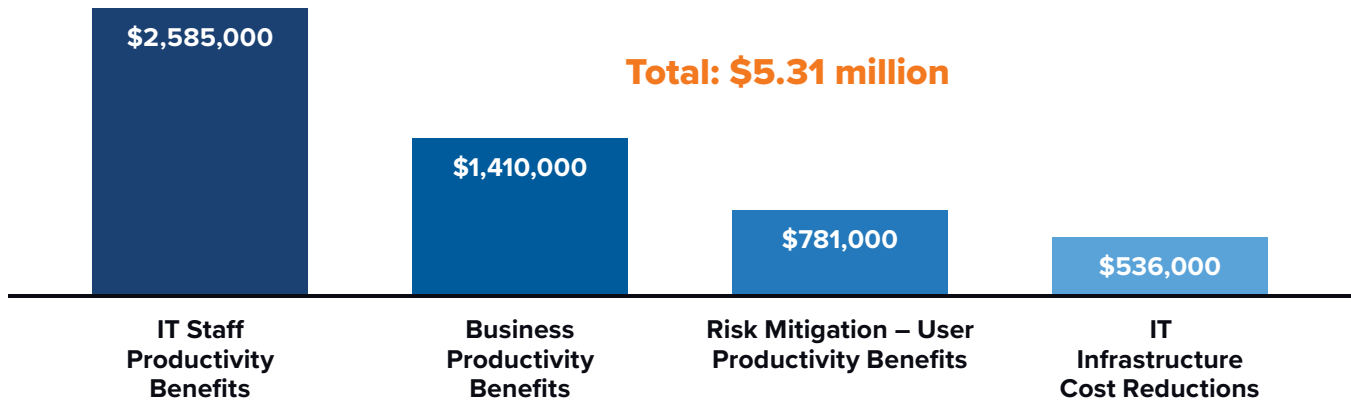 $2,585,000
Total: $5.31 million
$1,410,000
$781,000
$536,000
IT Staff
Productivity
Benefits
Business
Productivity
Benefits
Risk Mitigation – User
Productivity Benefits
IT
Infrastructure
Cost Reductions